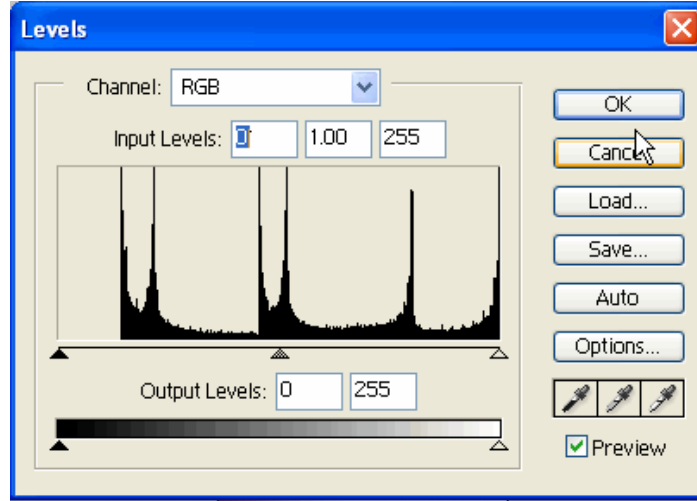 Levels
Channel: RGB
Input Levels: 0 1.00 255
Output Levels: 0 255
OK
Cancel
Load...
Save...
Auto
Options...
Preview